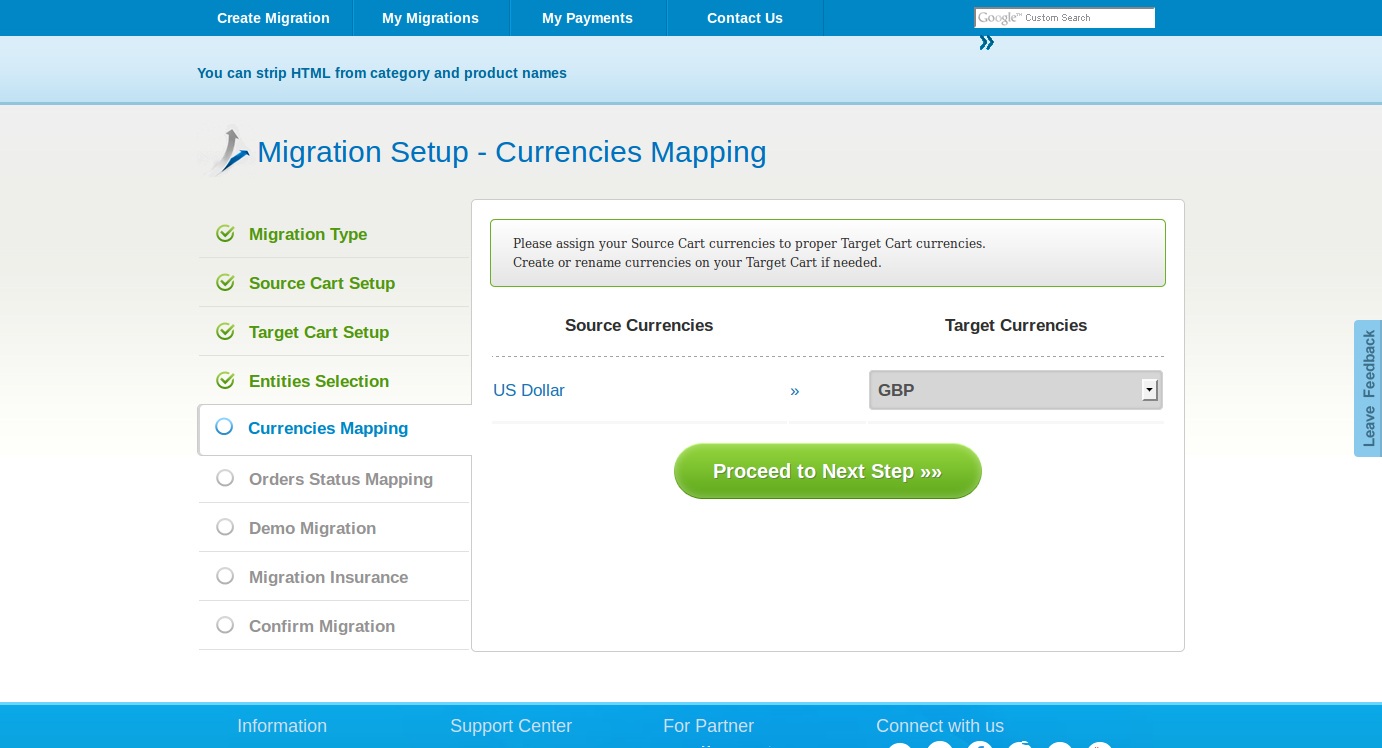 Create Migration
My Migrations
My Payments
Contact Us
Google™ Custom Search
»
You can strip HTML from category and product names
Migration Setup - Currencies Mapping
Migration Type
Source Cart Setup
Target Cart Setup
Entities Selection
Currencies Mapping
Orders Status Mapping
Demo Migration
Migration Insurance
Confirm Migration
Please assign your Source Cart currencies to proper Target Cart currencies.
Create or rename currencies on your Target Cart if needed.
Source Currencies
Target Currencies
US Dollar
»
GBP
Proceed to Next Step »»
Leave Feedback
Information
Support Center
For Partner
Connect with us